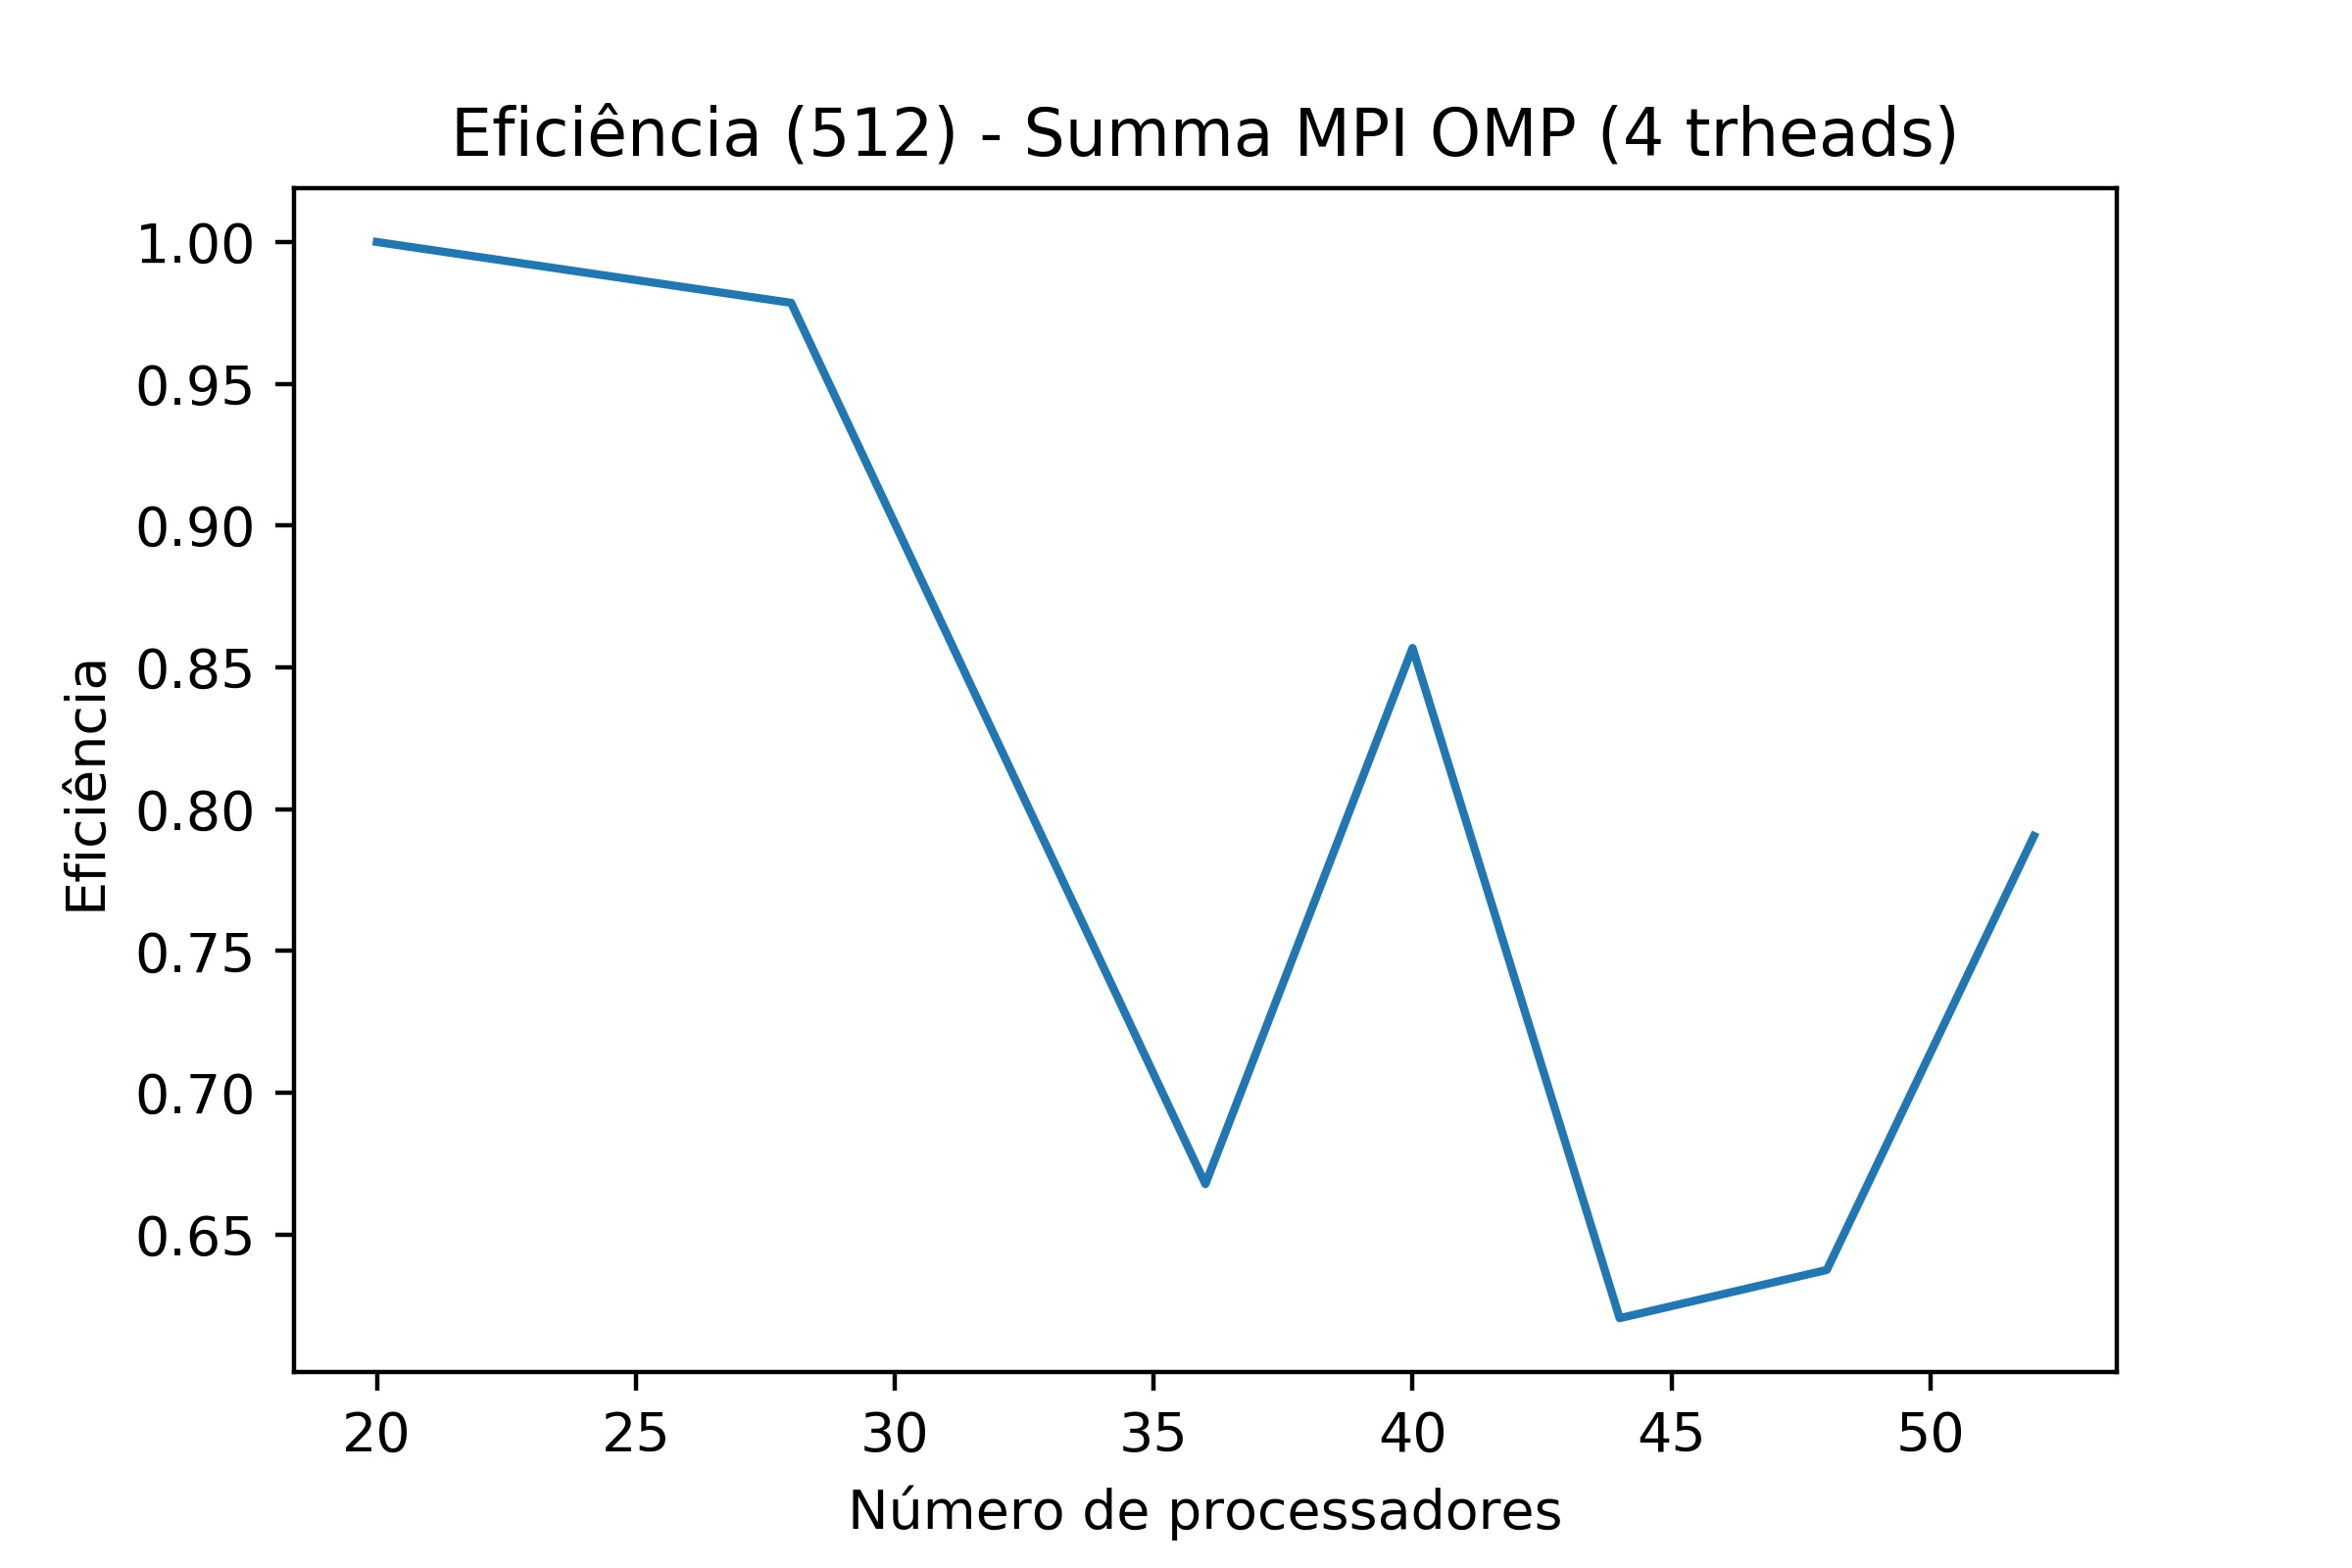 Eficiência (512) - Summa MPI OMP (4 trheads)
1.00
0.95
0.90
0.85
0.80
0.75
0.70
0.65
Eficiência
20 25 30 35 40 45 50
Número de processadores